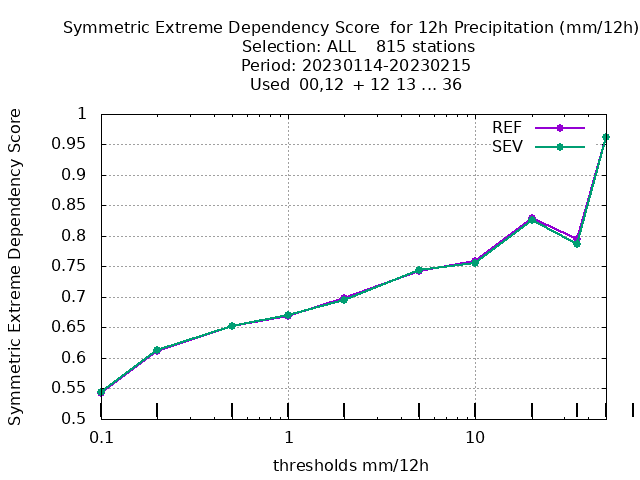 Symmetric Extreme Dependency Score  for 12h Precipitation (mm/12h)
Selection: ALL    815 stations
Period: 20230114-20230215
Used  00,12  + 12 13 ... 36
Symmetric Extreme Dependency Score
1
0.95
0.9
0.85
0.8
0.75
0.7
0.65
0.6
0.55
0.5
REF
SEV
0.1
1
10
thresholds mm/12h